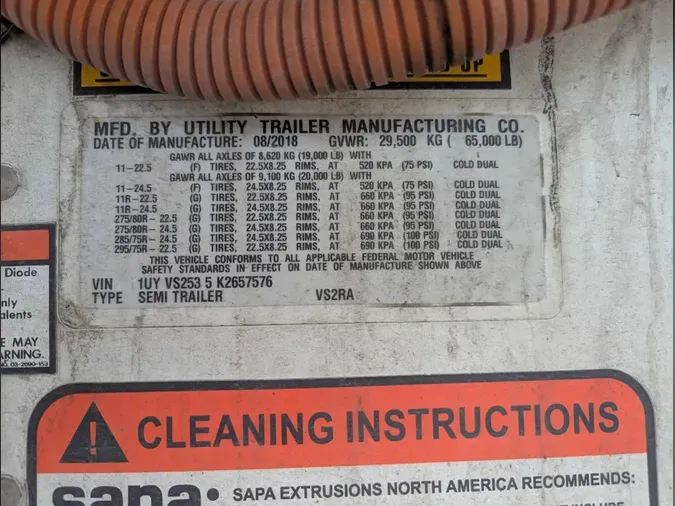 UP
MFD. BY UTILITY TRAILER MANUFACTURING CO.
DATE OF MANUFACTURE: 08/2018 GVWR: 29,500 KG ( 65,000 LB)
GAWR ALL AXLES OF 8,620 KG (19,000 LB) WITH
11-22.5 (F) TIRES, 22.5X8.25 RIMS, AT 520 KPA (75 PSI) COLD DUAL
GAWR ALL AXLES OF 9,100 KG (20,000 LB) WITH
11-24.5 (F) TIRES, 24.5X8.25 RIMS, AT 520 KPA (75 PSI) COLD DUAL
11R-22.5 (G) TIRES, 22.5X8.25 RIMS, AT 660 KPA (95 PSI) COLD DUAL
11R-24.5 (G) TIRES, 24.5X8.25 RIMS, AT 660 KPA (95 PSI) COLD DUAL
275/80R-22.5 (G) TIRES, 22.5X8.25 RIMS, AT 660 KPA (95 PSI) COLD DUAL
275/80R-24.5 (G) TIRES, 24.5X8.25 RIMS, AT 660 KPA (95 PSI) COLD DUAL
285/75R-24.5 (G) TIRES, 24.5X8.25 RIMS, AT 690 KPA (100 PSI) COLD DUAL
295/75R-22.5 (G) TIRES, 22.5X8.25 RIMS, AT 690 KPA (100 PSI) COLD DUAL
THIS VEHICLE CONFORMS TO ALL APPLICABLE FEDERAL MOTOR VEHICLE
SAFETY STANDARDS IN EFFECT ON DATE OF MANUFACTURE SHOWN ABOVE
VIN 1UY VS253 5 K2657576
TYPE SEMI TRAILER VS2RA
Diode
nly
alents
E MAY
ARNING.
NO. 03-2690-153
CLEANING INSTRUCTIONS
sapa: SAPA EXTRUSIONS NORTH AMERICA RECOMMENDS:
INCLUDE